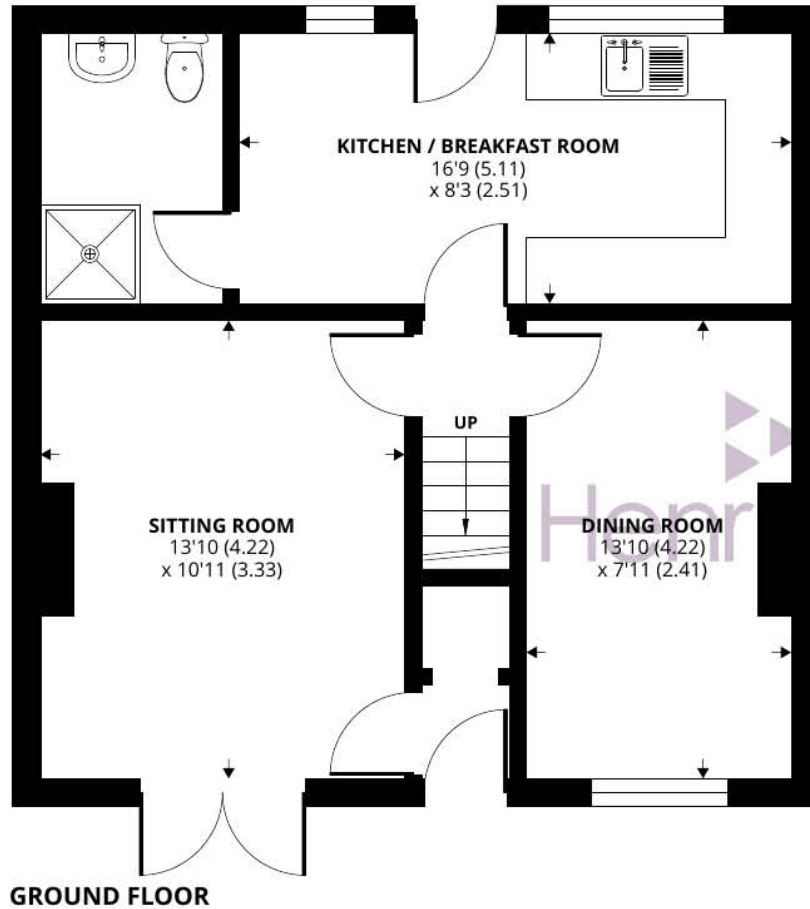 KITCHEN / BREAKFAST ROOM
16'9 (5.11)
x 8'3 (2.51)
UP
SITTING ROOM
13'10 (4.22)
x 10'11 (3.33)
Henr
DINING ROOM
13'10 (4.22)
x 7'11 (2.41)
GROUND FLOOR